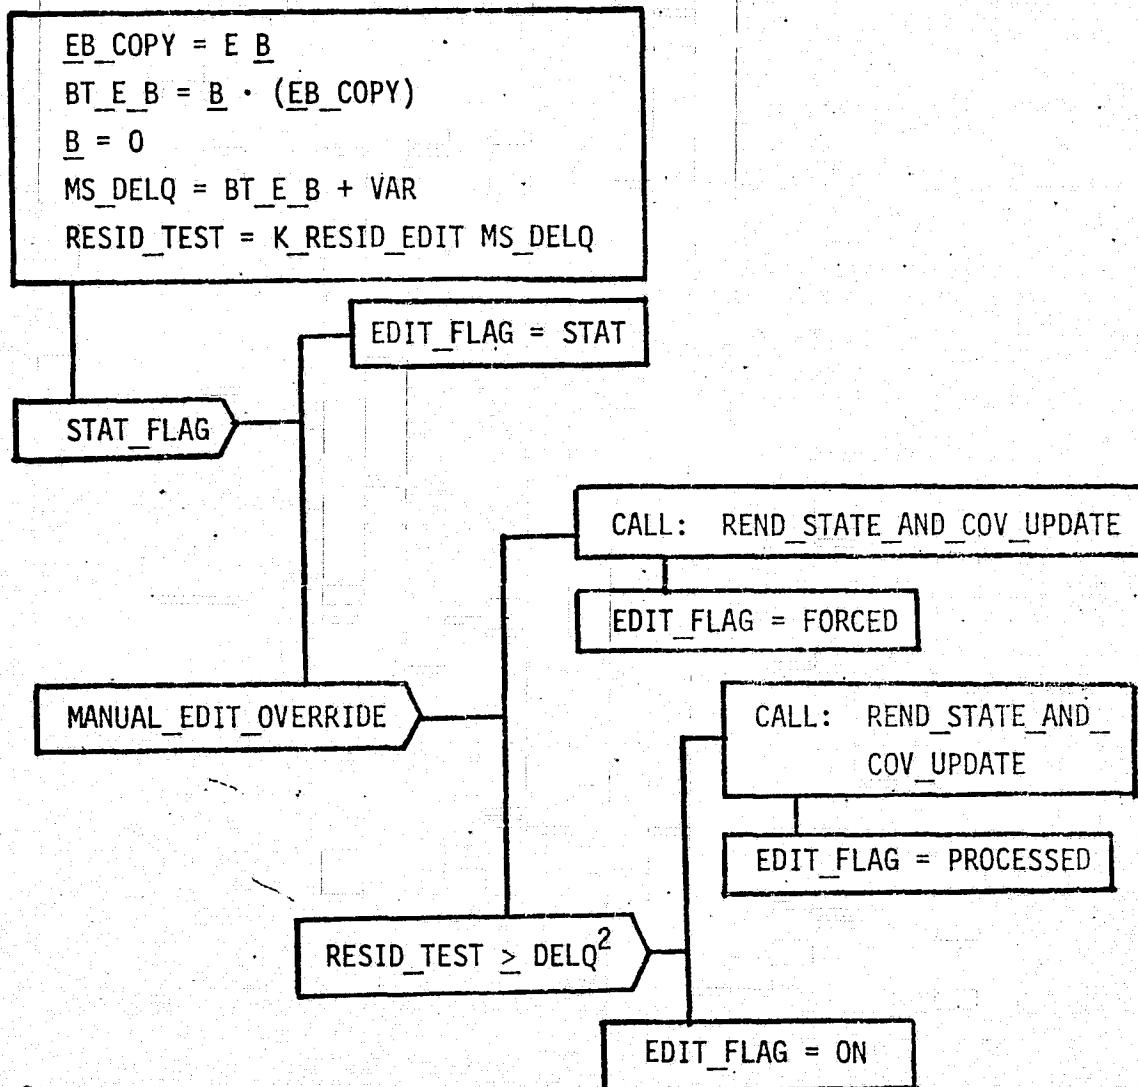 EB_COPY = E B
BT_E_B = B · (EB_COPY)
B = 0
MS_DELQ = BT_E_B + VAR
RESID_TEST = K_RESID_EDIT MS_DELQ
EDIT_FLAG = STAT
STAT_FLAG
CALL: REND_STATE_AND_COV_UPDATE
EDIT_FLAG = FORCED
MANUAL_EDIT_OVERRIDE
CALL: REND_STATE_AND_
COV_UPDATE
EDIT_FLAG = PROCESSED
RESID_TEST ≥ DELQ²
EDIT_FLAG = ON